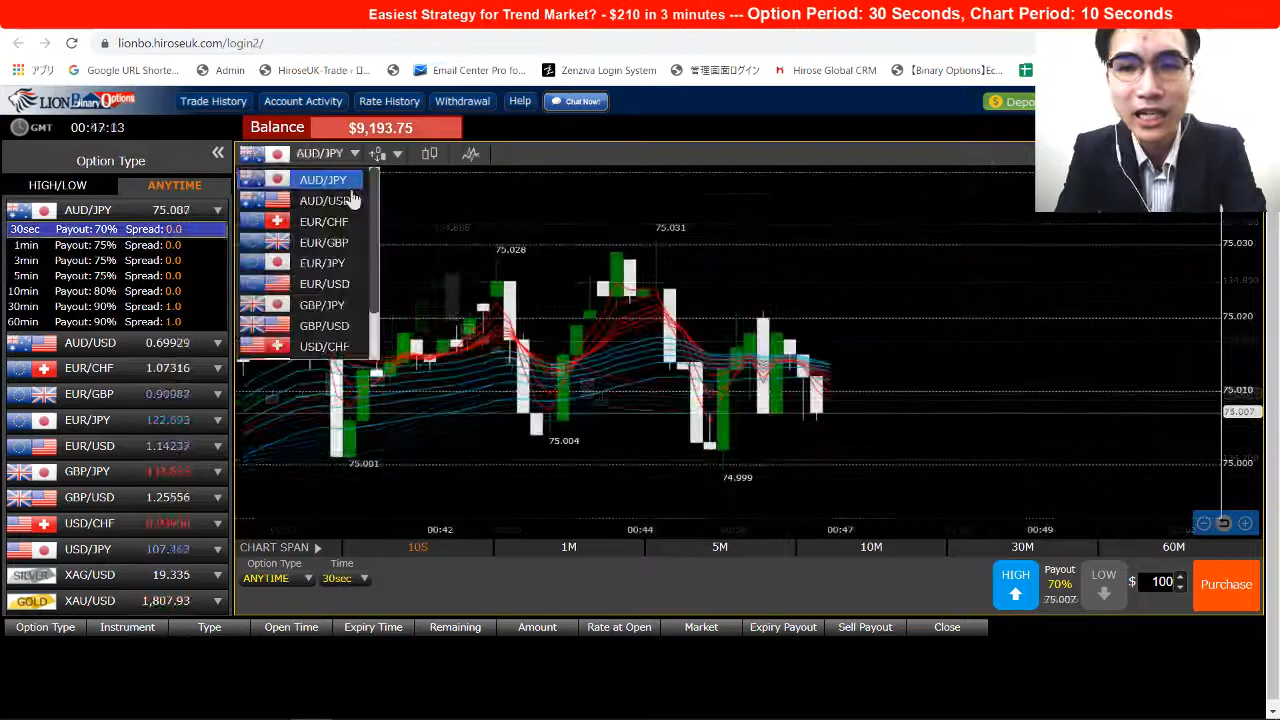 Easiest Strategy for Trend Market? - $210 in 3 minutes --- Option Period: 30 Seconds, Chart Period: 10 Seconds
lionbo.hiroseuk.com/login2/
アプリ Google URL Shorte... Admin HiroseUK-Trade・ロ... Email Center Pro fo... Zenziva Login System 管理画面ログイン Hirose Global CRM 【Binary Options】Ec...
LION Binary Options Trade History Account Activity Rate History Withdrawal Help Chat Now! Depo
GMT 00:47:13 Balance $9,193.75
Option Type AUD/JPY
HIGH/LOW ANYTIME
AUD/JPY 75.007
30sec Payout: 70% Spread: 0.0
1min Payout: 75% Spread: 0.0
3min Payout: 75% Spread: 0.0
5min Payout: 75% Spread: 0.0
10min Payout: 80% Spread: 0.0
30min Payout: 90% Spread: 1.0
60min Payout: 90% Spread: 1.0
AUD/USD 0.69929
EUR/CHF 1.07316
EUR/GBP 0.90987
EUR/JPY 122.693
EUR/USD 1.14237
GBP/JPY
GBP/USD 1.25556
USD/CHF
USD/JPY
SILVER XAG/USD 19.335
GOLD XAU/USD 1,807.93
AUD/JPY
AUD/USD
EUR/CHF
EUR/GBP
EUR/JPY
EUR/USD
GBP/JPY
GBP/USD
USD/CHF
75.031
75.028
75.004
75.001
74.999
75.030
75.020
75.010
75.007
75.000
00:42 00:44 00:47 00:49
CHART SPAN 10S 1M 5M 10M 30M 60M
Option Type Time
ANYTIME 30sec
HIGH Payout 70% 75.007 LOW $ 100 Purchase
Option Type Instrument Type Open Time Expiry Time Remaining Amount Rate at Open Market Expiry Payout Sell Payout Close